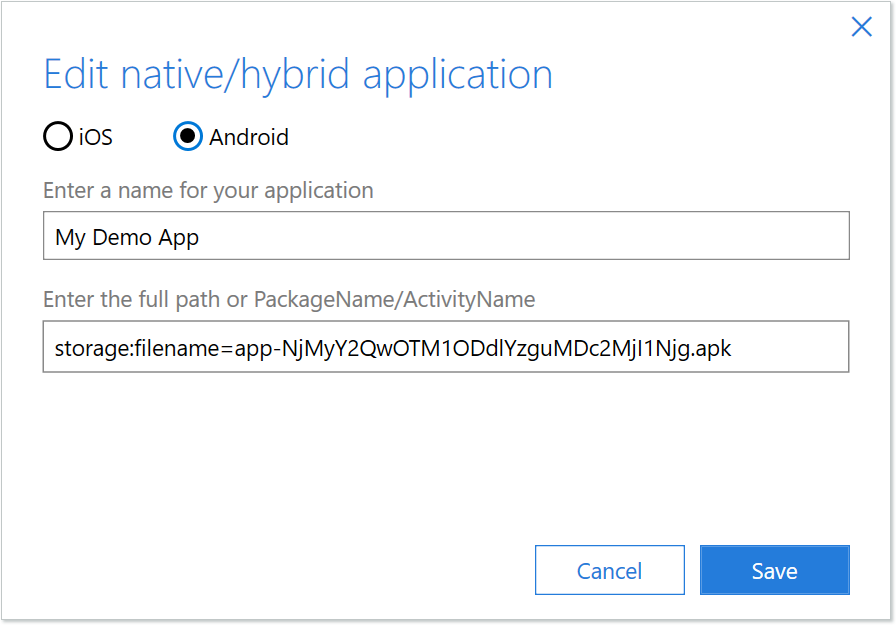 Edit native/hybrid application
iOS Android
Enter a name for your application
My Demo App
Enter the full path or PackageName/ActivityName
storage:filename=app-NjMyY2QwOTM1ODdlYzguMDc2MjI1Njg.apk
Cancel Save